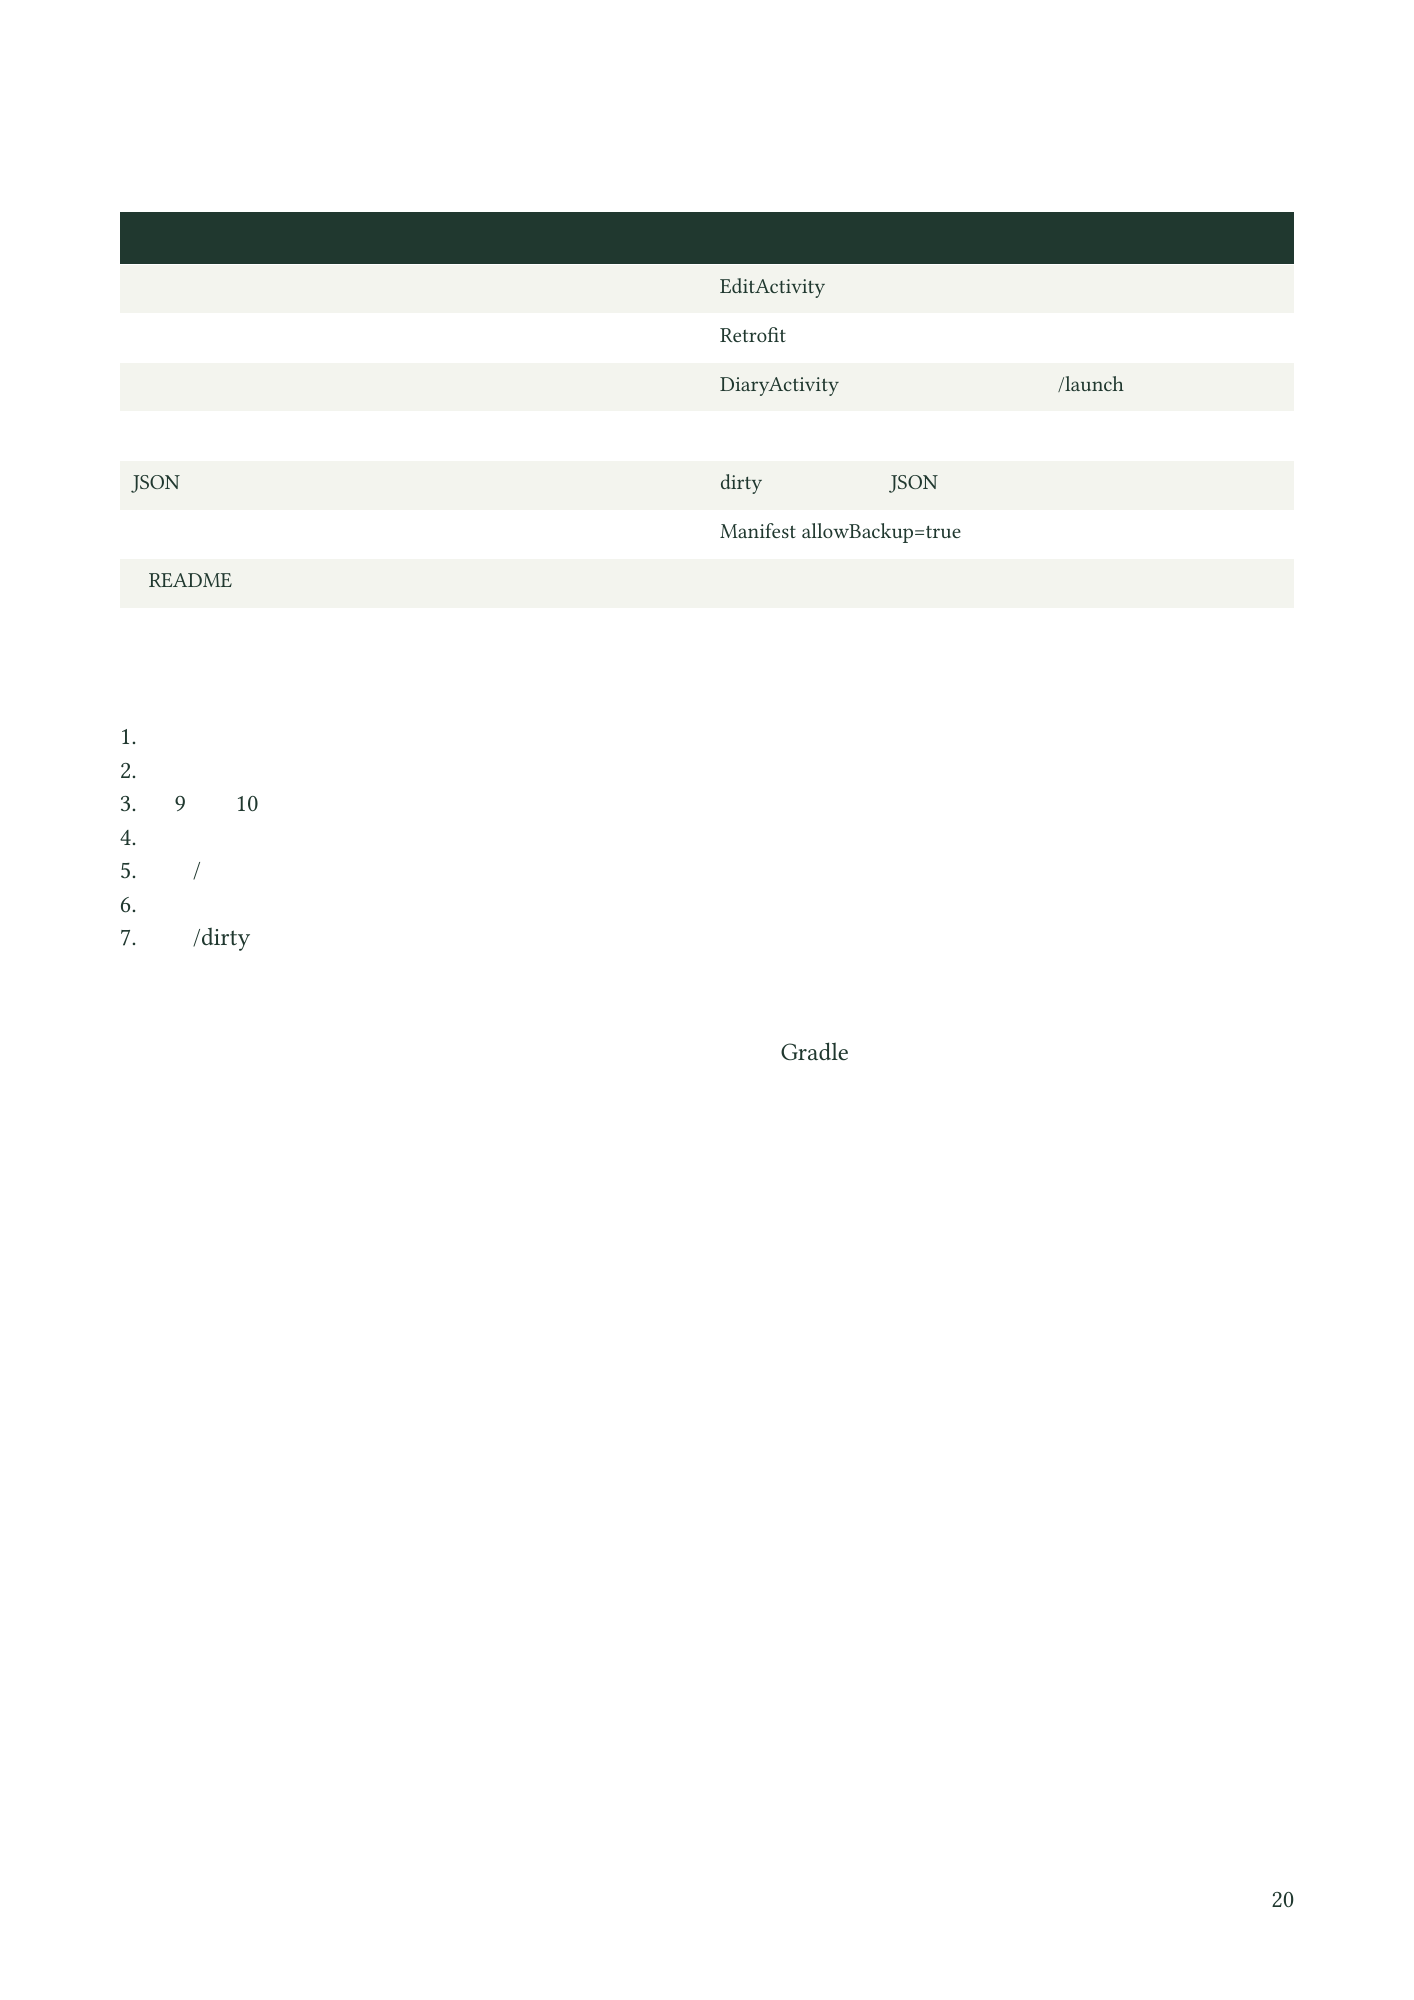 EditActivity
Retrofit
DiaryActivity /launch
JSON dirty JSON
Manifest allowBackup=true
README
1.
2.
3. 9 10
4.
5. /
6.
7. /dirty
Gradle
20